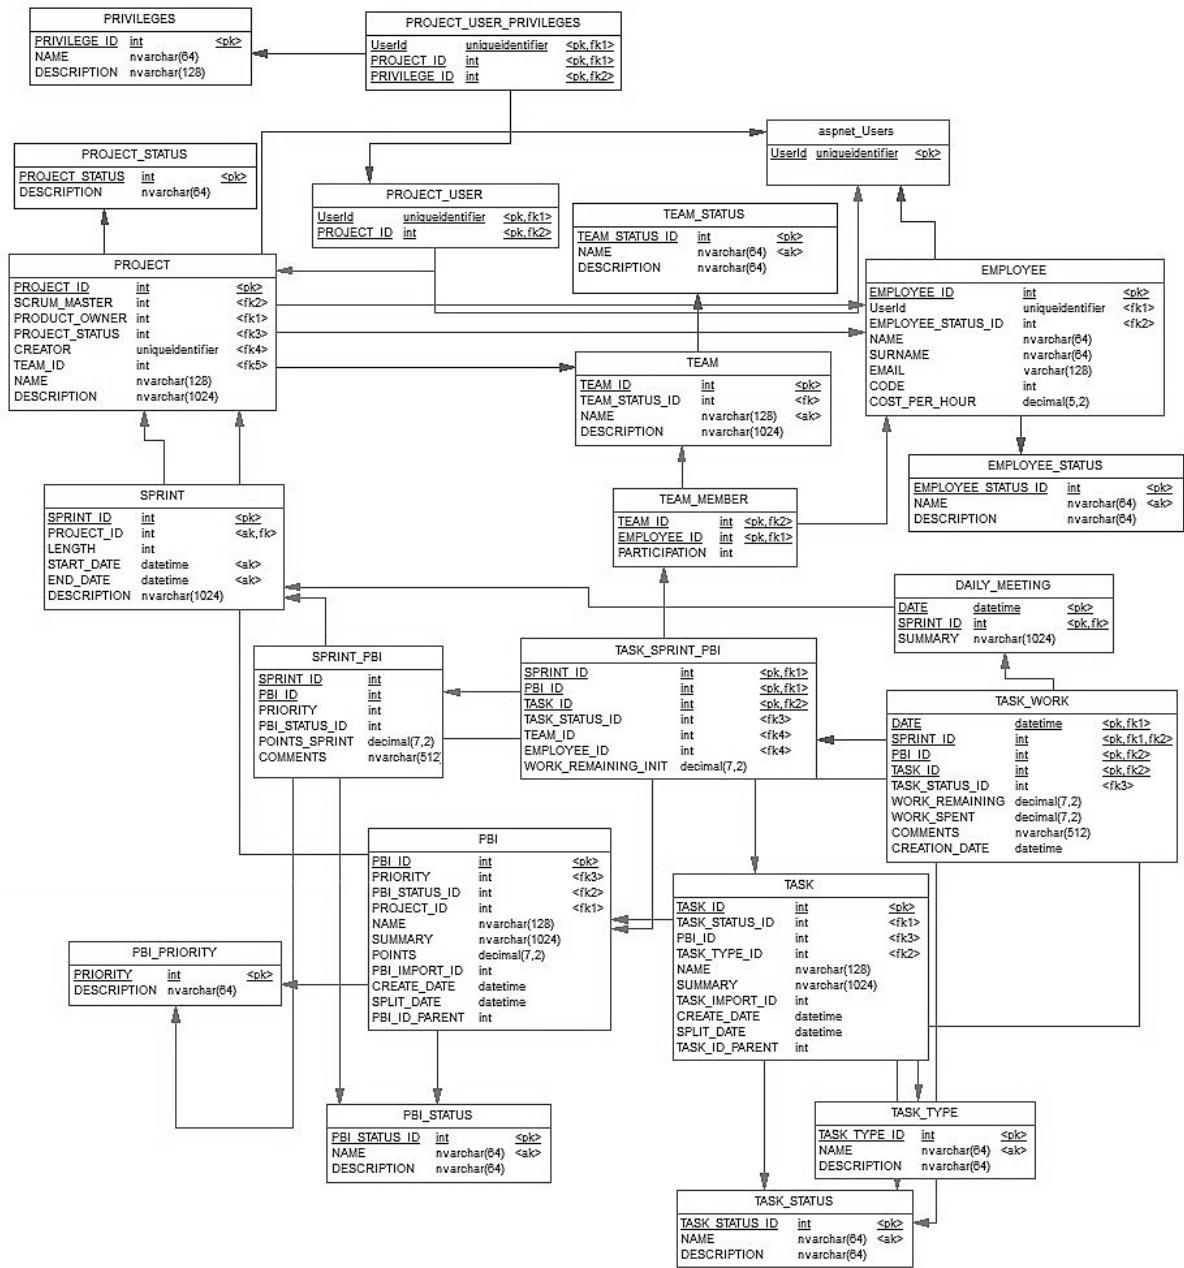 PRIVILEGES
PRIVILEGE_ID int <pk>
NAME nvarchar(64)
DESCRIPTION nvarchar(128)
PROJECT_USER_PRIVILEGES
UserId uniqueidentifier <pk,fk1>
PROJECT_ID int <pk,fk1>
PRIVILEGE_ID int <pk,fk2>
aspnet_Users
UserId uniqueidentifier <pk>
PROJECT_STATUS
PROJECT_STATUS int <pk>
DESCRIPTION nvarchar(64)
PROJECT_USER
UserId uniqueidentifier <pk,fk1>
PROJECT_ID int <pk,fk2>
TEAM_STATUS
TEAM_STATUS_ID int <pk>
NAME nvarchar(64) <ak>
DESCRIPTION nvarchar(64)
PROJECT
PROJECT_ID int <pk>
SCRUM_MASTER int <fk2>
PRODUCT_OWNER int <fk1>
PROJECT_STATUS int <fk3>
CREATOR uniqueidentifier <fk4>
TEAM_ID int <fk5>
NAME nvarchar(128)
DESCRIPTION nvarchar(1024)
EMPLOYEE
EMPLOYEE_ID int <pk>
UserId uniqueidentifier <fk1>
EMPLOYEE_STATUS_ID int <fk2>
NAME nvarchar(64)
SURNAME nvarchar(64)
EMAIL varchar(128)
CODE int
COST_PER_HOUR decimal(5,2)
TEAM
TEAM_ID int <pk>
TEAM_STATUS_ID int <fk>
NAME nvarchar(128) <ak>
DESCRIPTION nvarchar(1024)
EMPLOYEE_STATUS
EMPLOYEE_STATUS_ID int <pk>
NAME nvarchar(64) <ak>
DESCRIPTION nvarchar(64)
SPRINT
SPRINT_ID int <pk>
PROJECT_ID int <ak,fk>
LENGTH int
START_DATE datetime <ak>
END_DATE datetime <ak>
DESCRIPTION nvarchar(1024)
TEAM_MEMBER
TEAM_ID int <pk,fk2>
EMPLOYEE_ID int <pk,fk1>
PARTICIPATION int
DAILY_MEETING
DATE datetime <pk>
SPRINT_ID int <pk,fk>
SUMMARY nvarchar(1024)
SPRINT_PBI
SPRINT_ID int
PBI_ID int
PRIORITY int
PBI_STATUS_ID int
POINTS_SPRINT decimal(7,2)
COMMENTS nvarchar(512)
TASK_SPRINT_PBI
SPRINT_ID int <pk,fk1>
PBI_ID int <pk,fk1>
TASK_ID int <pk,fk2>
TASK_STATUS_ID int <fk3>
TEAM_ID int <fk4>
EMPLOYEE_ID int <fk4>
WORK_REMAINING_INIT decimal(7,2)
TASK_WORK
DATE datetime <pk,fk1>
SPRINT_ID int <pk,fk1,fk2>
PBI_ID int <pk,fk2>
TASK_ID int <pk,fk2>
TASK_STATUS_ID int <fk3>
WORK_REMAINING decimal(7,2)
WORK_SPENT decimal(7,2)
COMMENTS nvarchar(512)
CREATION_DATE datetime
PBI
PBI_ID int <pk>
PRIORITY int <fk3>
PBI_STATUS_ID int <fk2>
PROJECT_ID int <fk1>
NAME nvarchar(128)
SUMMARY nvarchar(1024)
POINTS decimal(7,2)
PBI_IMPORT_ID int
CREATE_DATE datetime
SPLIT_DATE datetime
PBI_ID_PARENT int
TASK
TASK_ID int <pk>
TASK_STATUS_ID int <fk1>
PBI_ID int <fk3>
TASK_TYPE_ID int <fk2>
NAME nvarchar(128)
SUMMARY nvarchar(1024)
TASK_IMPORT_ID int
CREATE_DATE datetime
SPLIT_DATE datetime
TASK_ID_PARENT int
PBI_PRIORITY
PRIORITY int <pk>
DESCRIPTION nvarchar(64)
PBI_STATUS
PBI_STATUS_ID int <pk>
NAME nvarchar(64) <ak>
DESCRIPTION nvarchar(64)
TASK_TYPE
TASK_TYPE_ID int <pk>
NAME nvarchar(64) <ak>
DESCRIPTION nvarchar(64)
TASK_STATUS
TASK_STATUS_ID int <pk>
NAME nvarchar(64) <ak>
DESCRIPTION nvarchar(64)